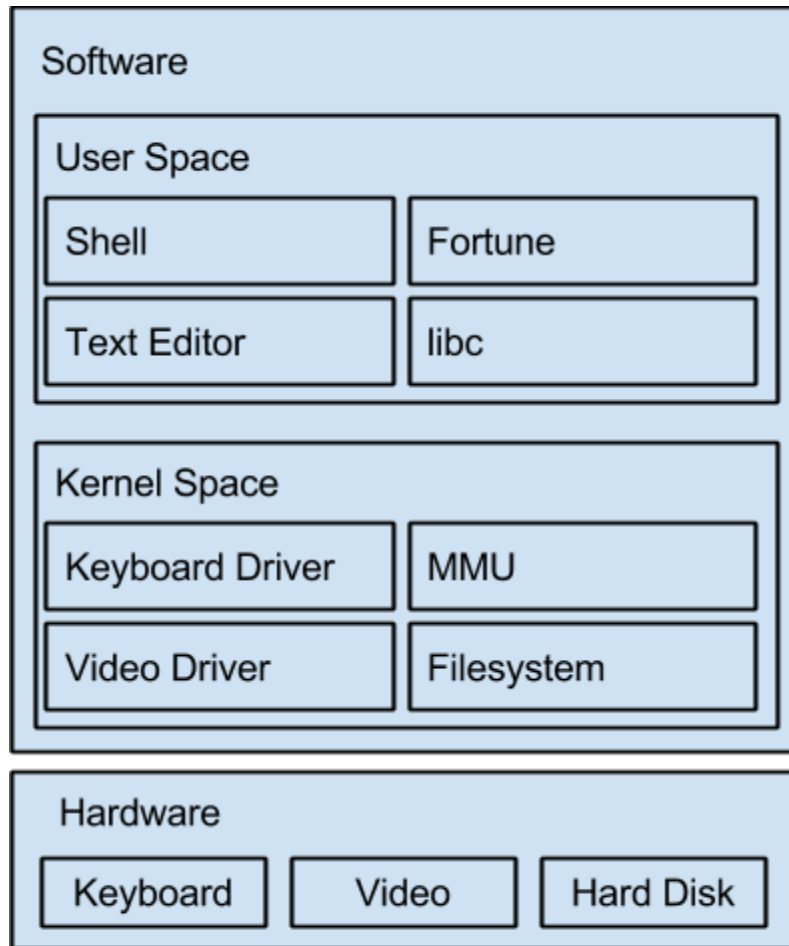 Software
User Space
Shell
Fortune
Text Editor
libc
Kernel Space
Keyboard Driver
MMU
Video Driver
Filesystem
Hardware
Keyboard
Video
Hard Disk